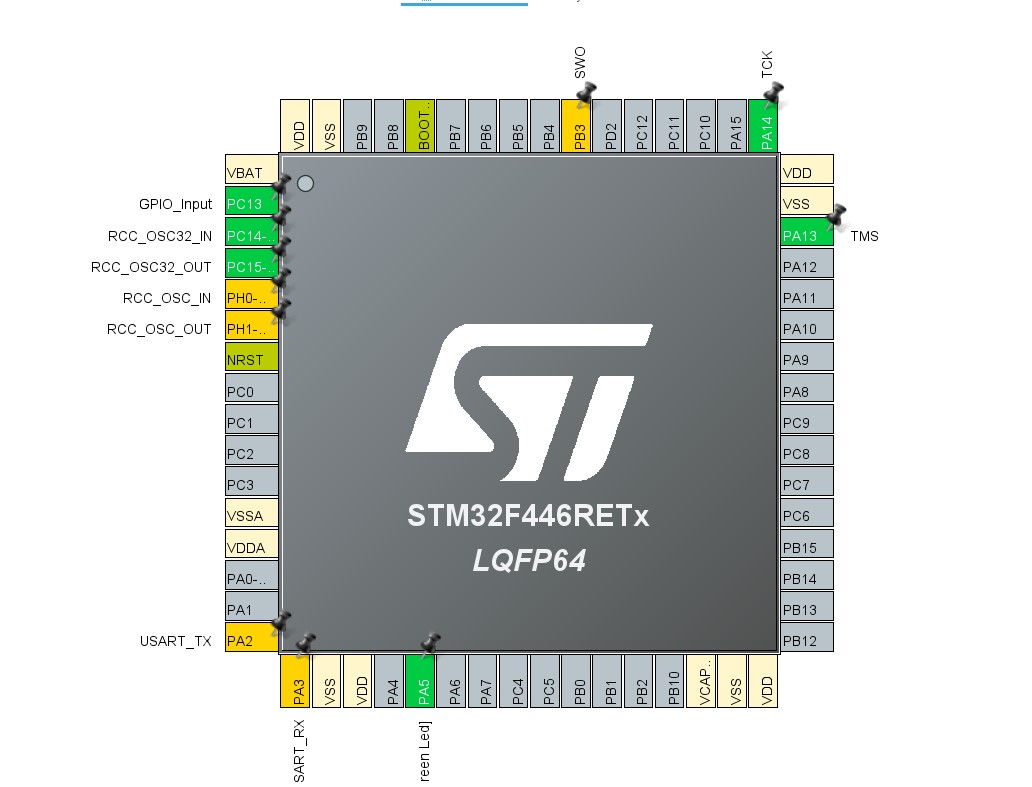 SWO
TCK
VDD
VSS
PB9
PB8
BOOT..
PB7
PB6
PB5
PB4
PB3
PD2
PC12
PC11
PC10
PA15
PA14
VBAT
GPIO_Input PC13
RCC_OSC32_IN PC14-..
RCC_OSC32_OUT PC15-..
RCC_OSC_IN PH0-..
RCC_OSC_OUT PH1-..
NRST
PC0
PC1
PC2
PC3
VSSA
VDDA
PA0-..
PA1
USART_TX PA2
VDD
VSS
PA13 TMS
PA12
PA11
PA10
PA9
PA8
PC9
PC8
PC7
PC6
PB15
PB14
PB13
PB12
STM32F446RETx
LQFP64
PA3
VSS
VDD
PA4
PA5
PA6
PA7
PC4
PC5
PB0
PB1
PB2
PB10
VCAP..
VSS
VDD
SART_RX
reen Led]